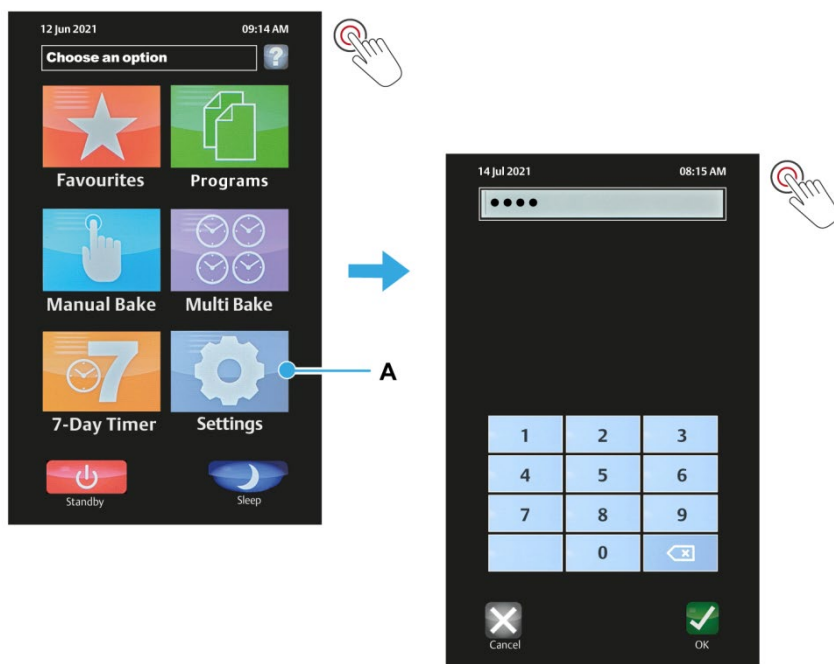 12 Jun 2021 09:14 AM
Choose an option ?
Favourites Programs
Manual Bake Multi Bake
7 A
7-Day Timer Settings
Standby Sleep
14 Jul 2021 08:15 AM
••••
1 2 3
4 5 6
7 8 9
0
Cancel OK